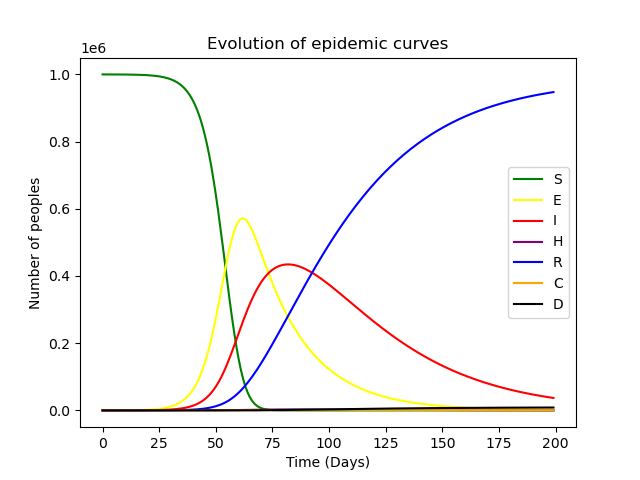 Evolution of epidemic curves
1e6
1.0
0.8
0.6
0.4
0.2
0.0
Number of peoples
S
E
I
H
R
C
D
0 25 50 75 100 125 150 175 200
Time (Days)